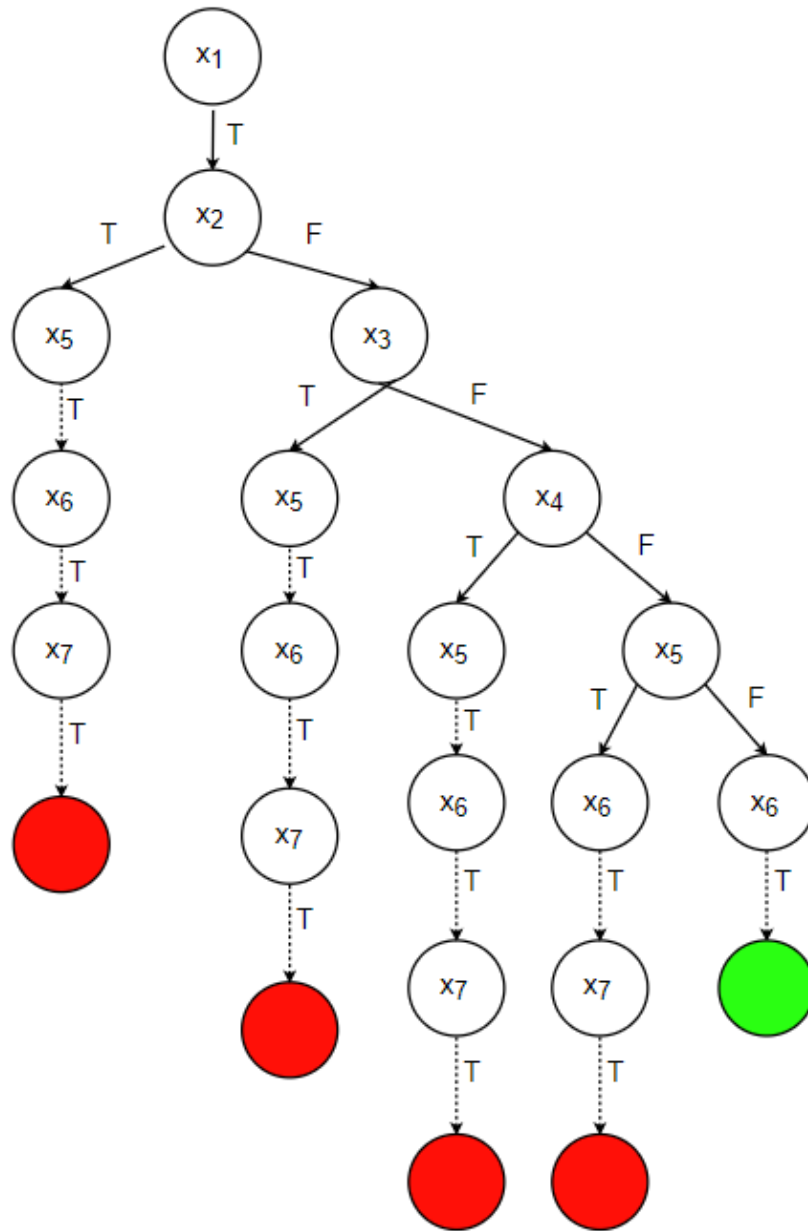 x₁
T
x₂
T F
x₅ x₃
T T F
x₆ x₅ x₄
T T T F
x₇ x₆ x₅ x₅
T T T T F
x₇ x₆ x₆ x₆
T T T T
x₇ x₇
T T